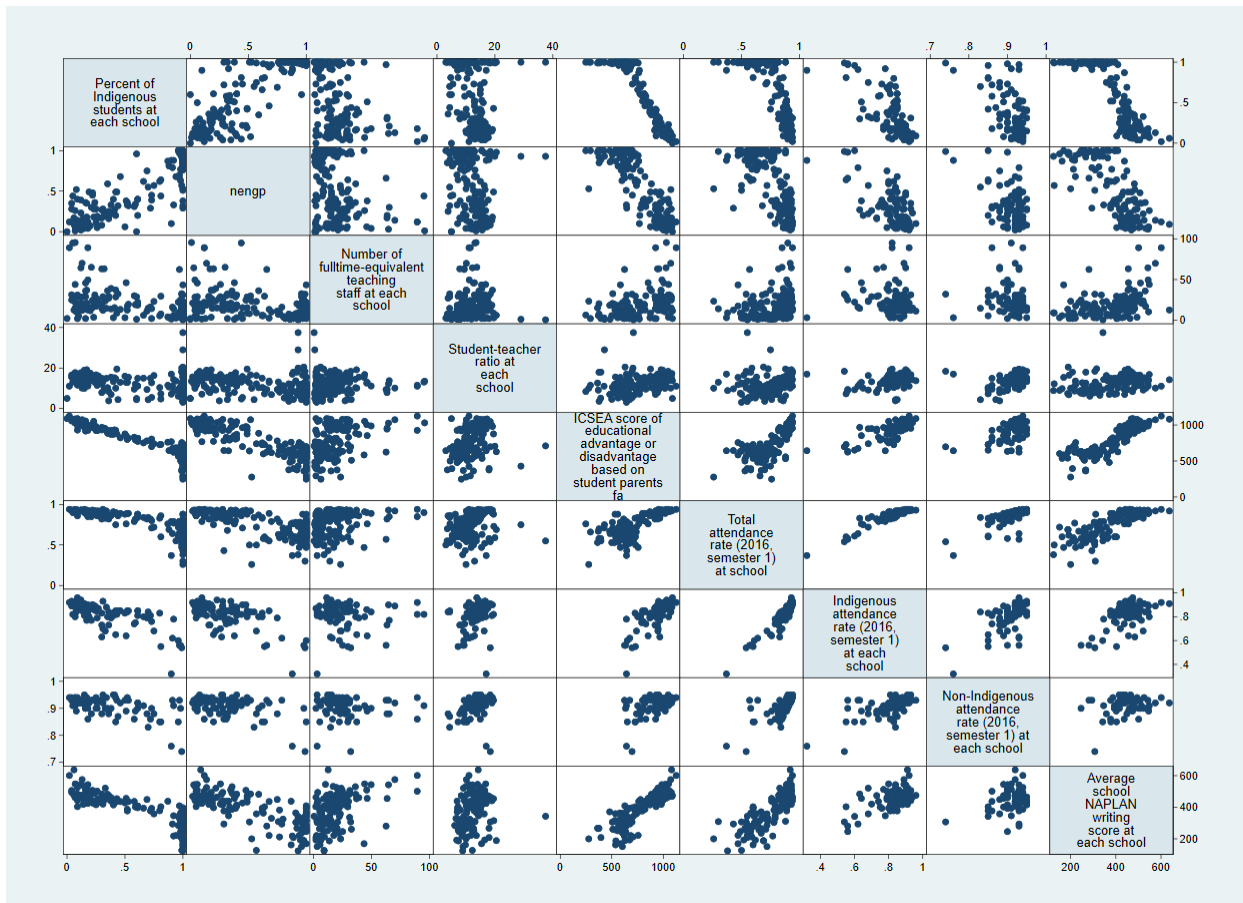 0 .5 1 0 20 40 0 .5 1 .7 .8 .9 1
Percent of
Indigenous
students at
each school
1
.5
0
1
.5
0
nengp
Number of
fulltime-equivalent
teaching
staff at each
school
100
50
0
40
20
0
Student-teacher
ratio at
each
school
ICSEA score of
educational
advantage or
disadvantage
based on
student parents
fa
1000
500
0
1
.5
0
Total
attendance
rate (2016,
semester 1)
at school
Indigenous
attendance
rate (2016,
semester 1)
at each
school
1
.8
.6
.4
1
.9
.8
.7
Non-Indigenous
attendance
rate (2016,
semester 1) at
each school
Average
school
NAPLAN
writing
score at
each school
600
400
200
0 .5 1 0 50 100 0 500 1000 .4 .6 .8 1 200 400 600